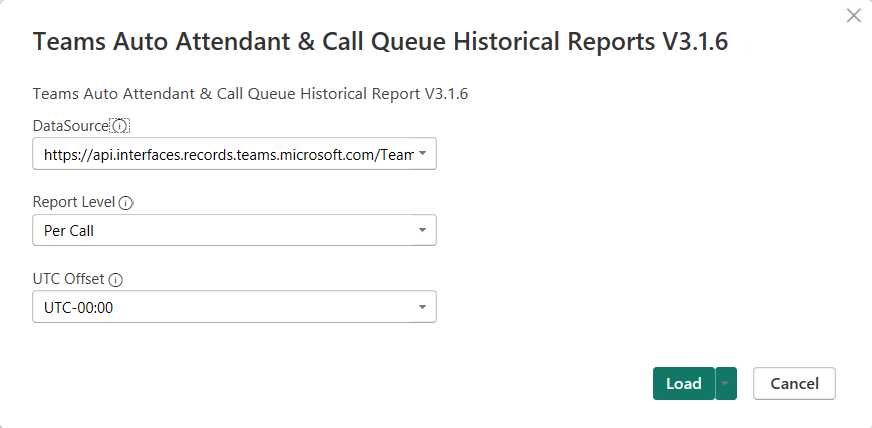 Teams Auto Attendant & Call Queue Historical Reports V3.1.6
Teams Auto Attendant & Call Queue Historical Report V3.1.6
DataSource
https://api.interfaces.records.teams.microsoft.com/Team
Report Level
Per Call
UTC Offset
UTC-00:00
Load
Cancel